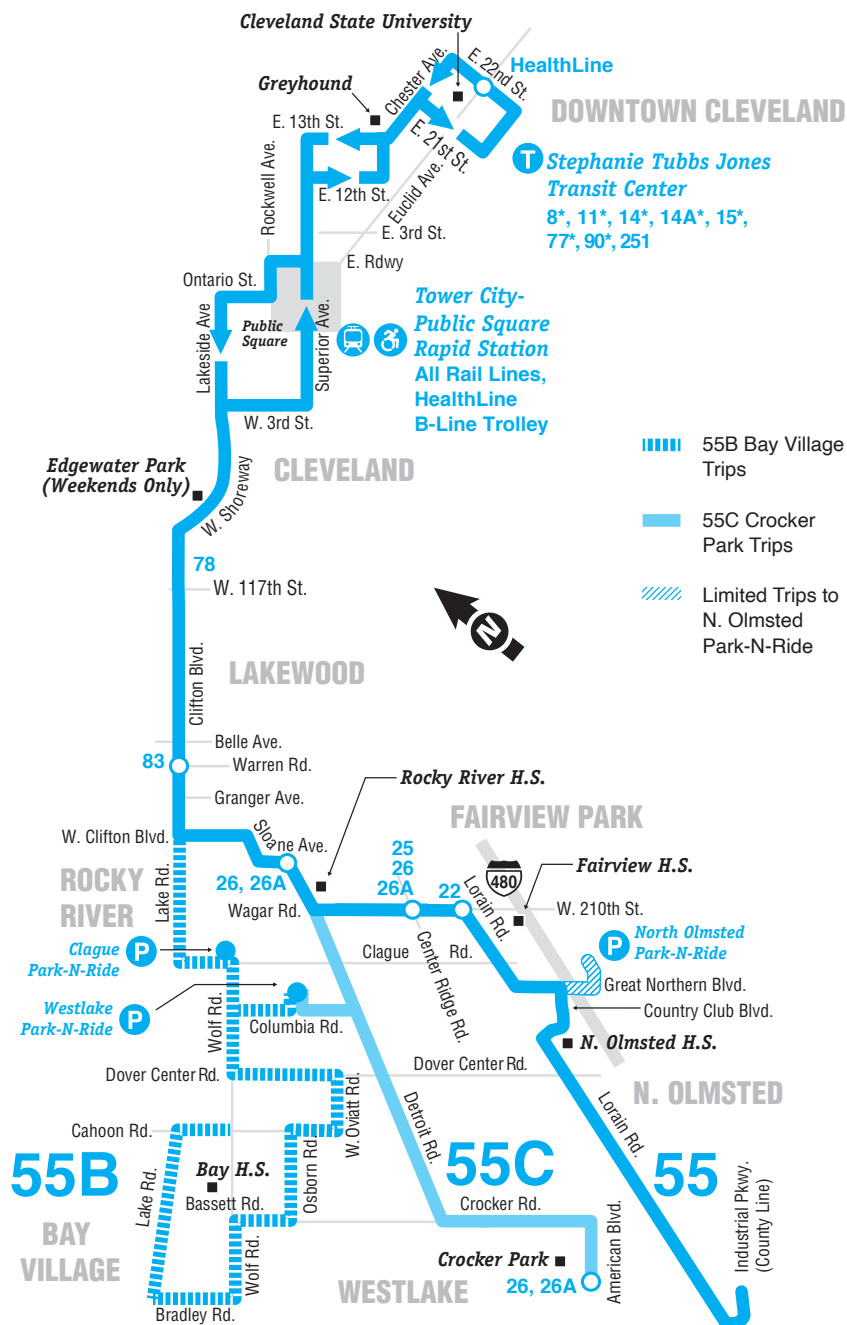 Cleveland State University
Greyhound
Chester Ave.
E. 22nd St.
HealthLine
DOWNTOWN CLEVELAND
E. 13th St.
E. 21st St.
T
Stephanie Tubbs Jones
Transit Center
8*, 11*, 14*, 14A*, 15*,
77*, 90*, 251
Rockwell Ave.
E. 12th St.
Euclid Ave.
E. 3rd St.
E. Rdwy
Ontario St.
Lakeside Ave
Public
Square
Superior Ave.
Tower City-
Public Square
Rapid Station
All Rail Lines,
HealthLine
B-Line Trolley
W. 3rd St.
CLEVELAND
Edgewater Park
(Weekends Only)
W. Shoreway
55B Bay Village
Trips
55C Crocker
Park Trips
Limited Trips to
N. Olmsted
Park-N-Ride
78
W. 117th St.
N
Clifton Blvd.
LAKEWOOD
Belle Ave.
83
Warren Rd.
Granger Ave.
Rocky River H.S.
W. Clifton Blvd.
Sloane Ave.
FAIRVIEW PARK
ROCKY
RIVER
Lake Rd.
26, 26A
25
26
26A
22
480
Fairview H.S.
Wagar Rd.
Lorain Rd.
W. 210th St.
Clague
Park-N-Ride
P
Clague Rd.
Center Ridge Rd.
P
North Olmsted
Park-N-Ride
Great Northern Blvd.
Country Club Blvd.
Westlake
Park-N-Ride
P
Wolf Rd.
Columbia Rd.
N. Olmsted H.S.
Dover Center Rd.
Dover Center Rd.
N. OLMSTED
W. Oviatt Rd.
Detroit Rd.
Lorain Rd.
Cahoon Rd.
55B
Lake Rd.
Bay H.S.
Bassett Rd.
Osborn Rd.
55C
55
Crocker Rd.
BAY
VILLAGE
Wolf Rd.
Crocker Park
American Blvd.
Industrial Pkwy.
(County Line)
WESTLAKE
26, 26A
Bradley Rd.